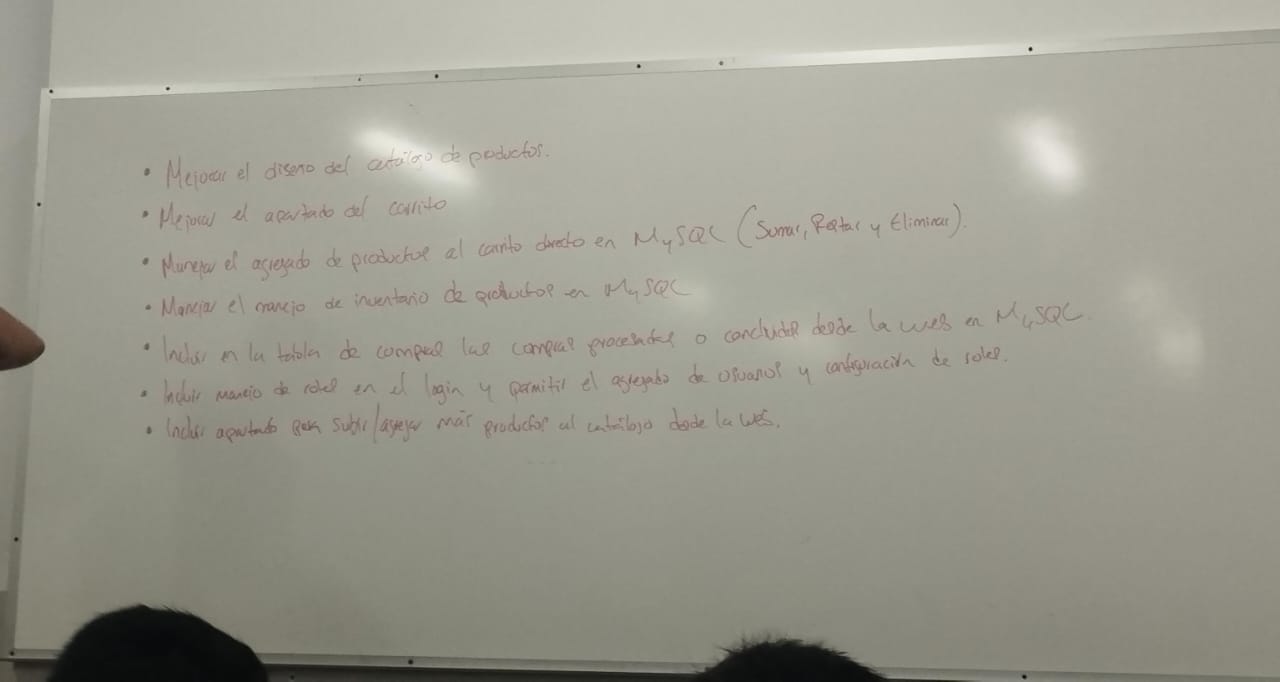 • Mejorar el diseño del catálogo de productos.
• Mejorar el apartado del carrito
• Manejar el agregado de productos al carrito directo en MySQL (Sumar, Restar y Eliminar).
• Manejar el manejo de inventario de productos en MySQL
• Incluir en la tabla de compras las compras procesadas o concluidas desde la web en MySQL.
• Incluir manejo de roles en el login y permitir el agregado de usuarios y configuración de roles.
• Incluir apartado para subir/agregar más productos al catálogo desde la web.